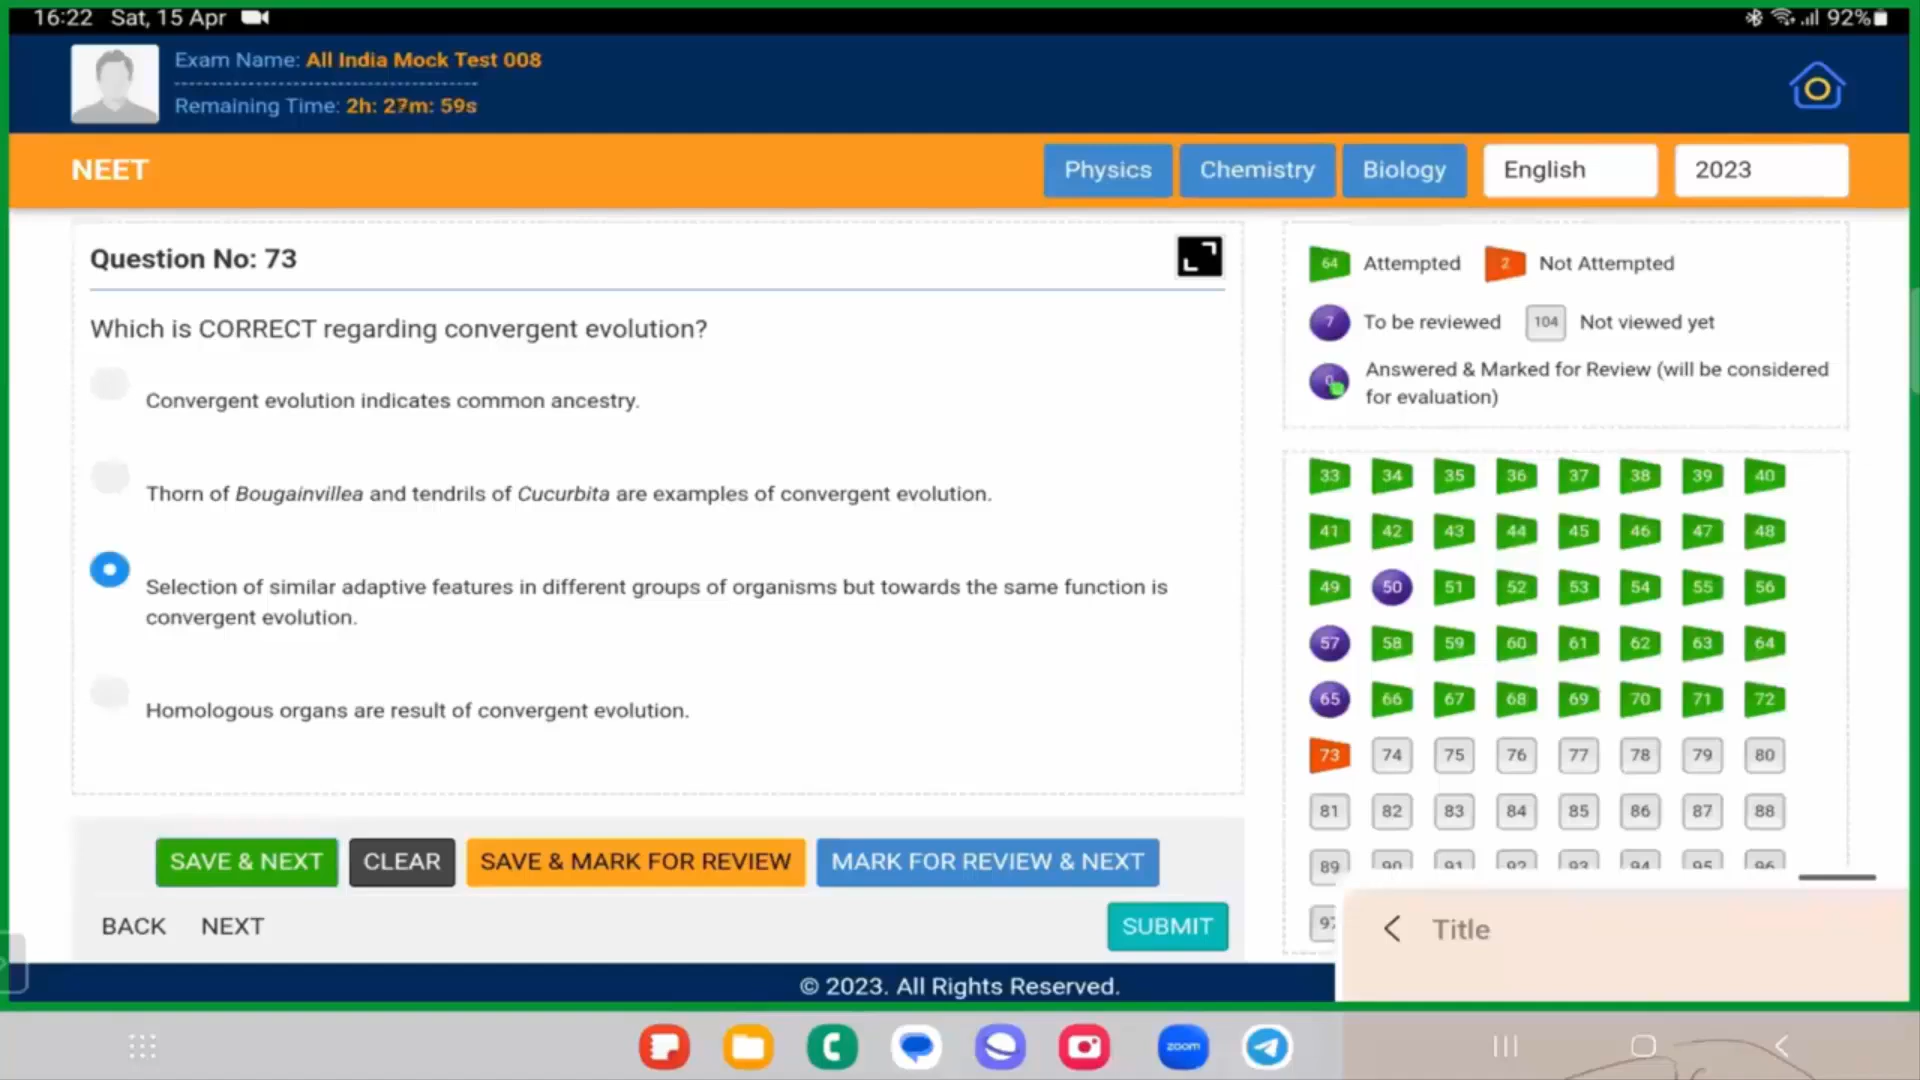 16:22 Sat, 15 Apr
92%
Exam Name: All India Mock Test 008
Remaining Time: 2h: 27m: 59s
NEET
Physics
Chemistry
Biology
English
2023
Question No: 73
Which is CORRECT regarding convergent evolution?
Convergent evolution indicates common ancestry.
Thorn of Bougainvillea and tendrils of Cucurbita are examples of convergent evolution.
Selection of similar adaptive features in different groups of organisms but towards the same function is
convergent evolution.
Homologous organs are result of convergent evolution.
SAVE & NEXT
CLEAR
SAVE & MARK FOR REVIEW
MARK FOR REVIEW & NEXT
BACK
NEXT
SUBMIT
64 Attempted
2 Not Attempted
7 To be reviewed
104 Not viewed yet
0 Answered & Marked for Review (will be considered
for evaluation)
33 34 35 36 37 38 39 40
41 42 43 44 45 46 47 48
49 50 51 52 53 54 55 56
57 58 59 60 61 62 63 64
65 66 67 68 69 70 71 72
73 74 75 76 77 78 79 80
81 82 83 84 85 86 87 88
89 90 91 92 93 94 95 96
97
Title
© 2023. All Rights Reserved.
zoom